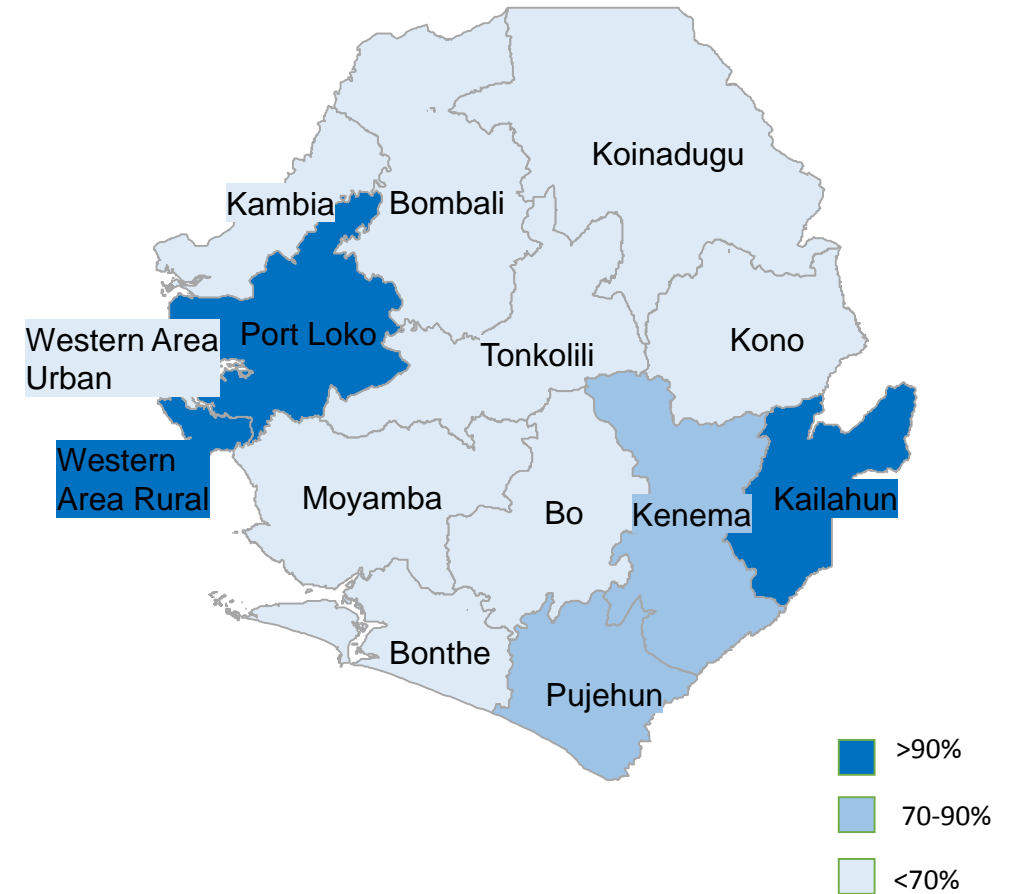 Koinadugu
Kambia
Bombali
Western Area
Urban
Port Loko
Tonkolili
Kono
Western
Area Rural
Moyamba
Bo
Kenema
Kailahun
Bonthe
Pujehun
>90%
70-90%
<70%